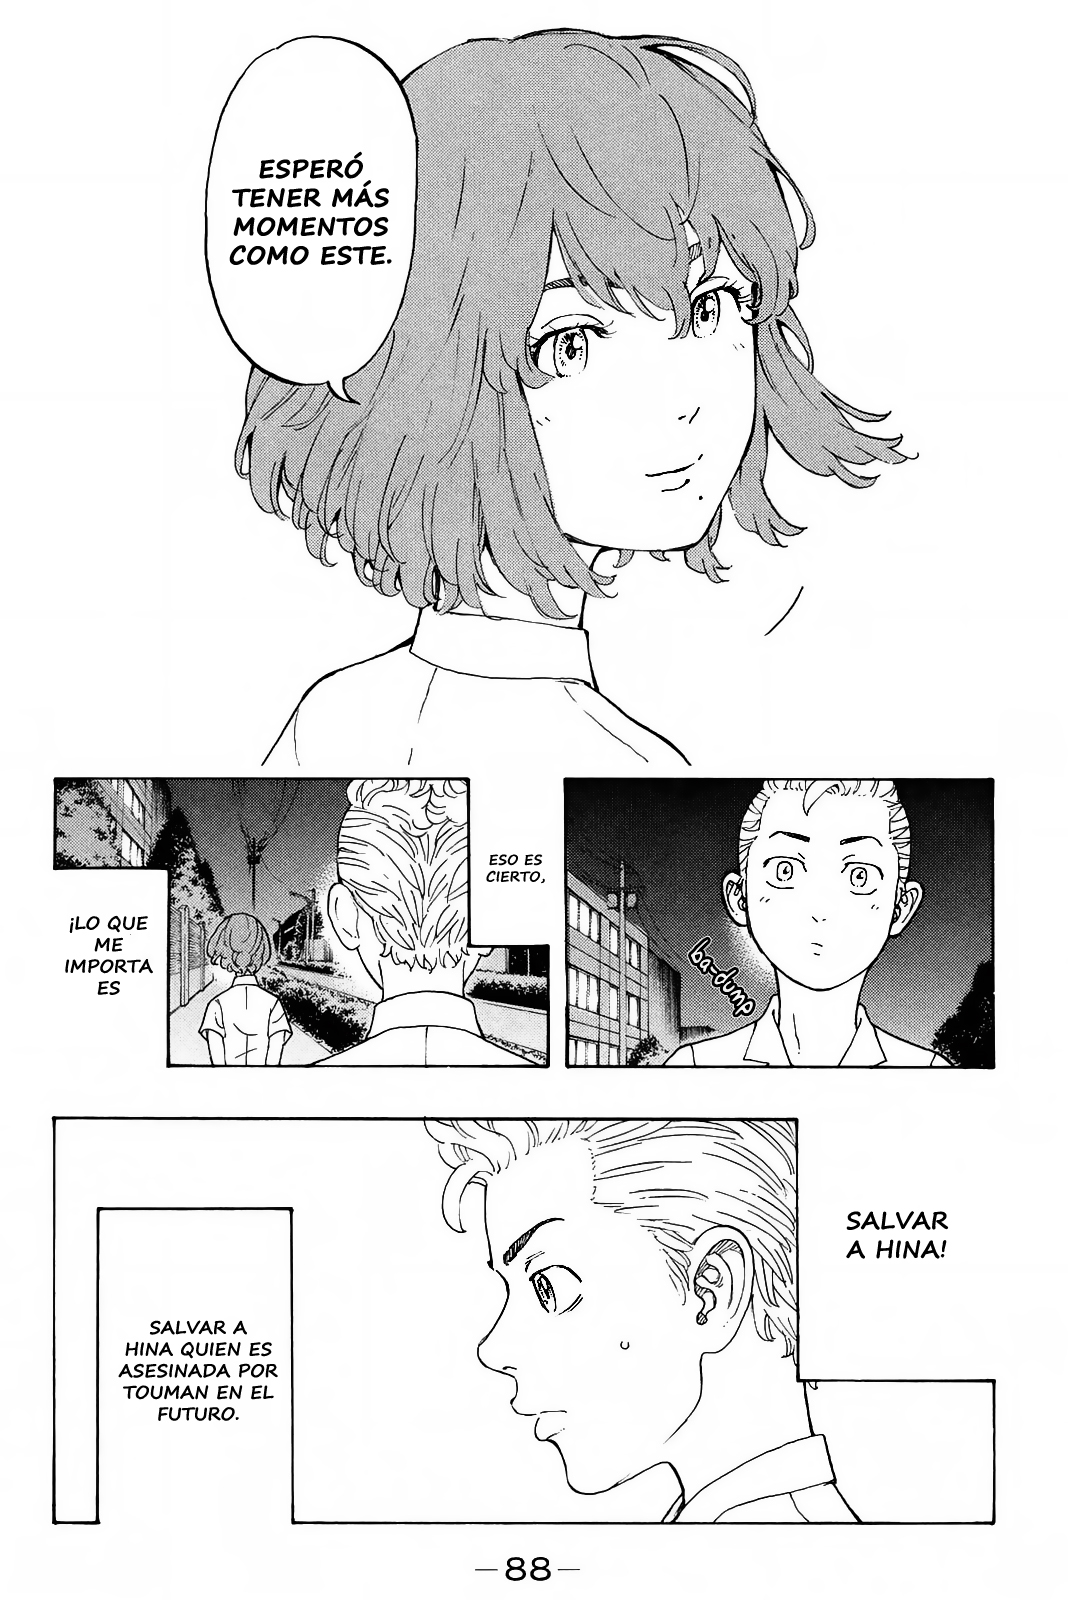 ESPERÓ
TENER MÁS
MOMENTOS
COMO ESTE.
ba-dump
ESO ES
CIERTO,
¡LO QUE
ME
IMPORTA
ES
SALVAR
A HINA!
SALVAR A
HINA QUIEN ES
ASESINADA POR
TOUMAN EN EL
FUTURO.
—88—